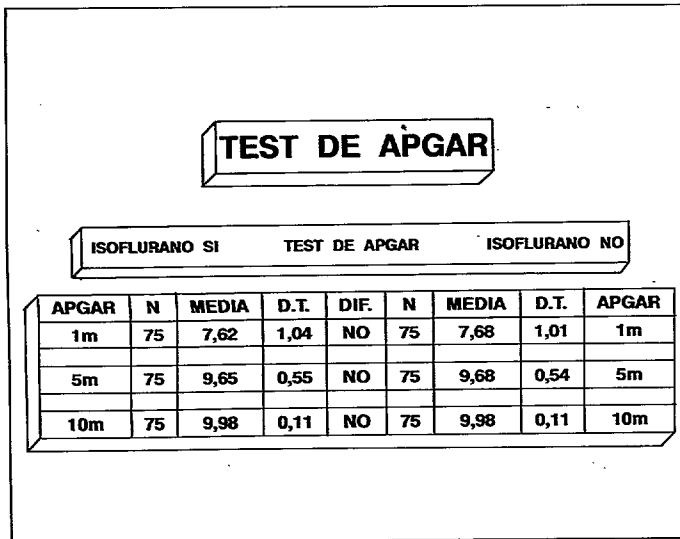 TEST DE APGAR
ISOFLURANO SI TEST DE APGAR ISOFLURANO NO
APGAR N MEDIA D.T. DIF. N MEDIA D.T. APGAR
1m 75 7,62 1,04 NO 75 7,68 1,01 1m
5m 75 9,65 0,55 NO 75 9,68 0,54 5m
10m 75 9,98 0,11 NO 75 9,98 0,11 10m